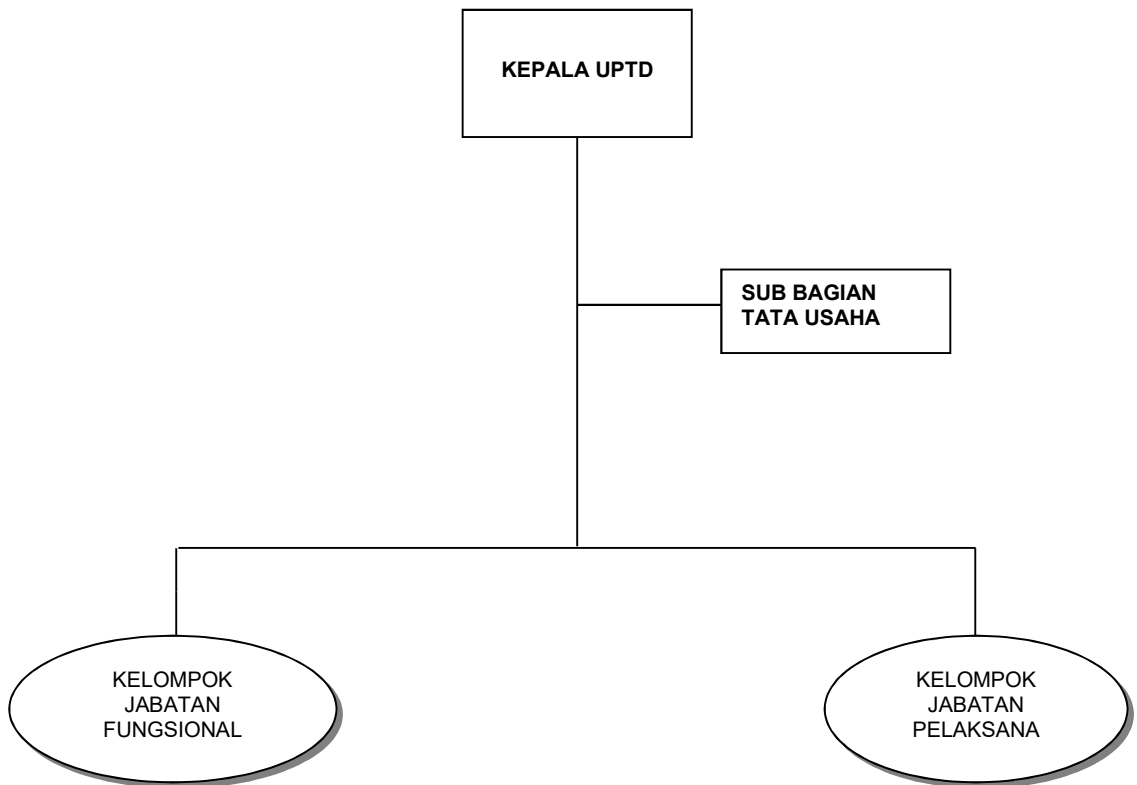 KEPALA UPTD
SUB BAGIAN
TATA USAHA
KELOMPOK
JABATAN
FUNGSIONAL
KELOMPOK
JABATAN
PELAKSANA